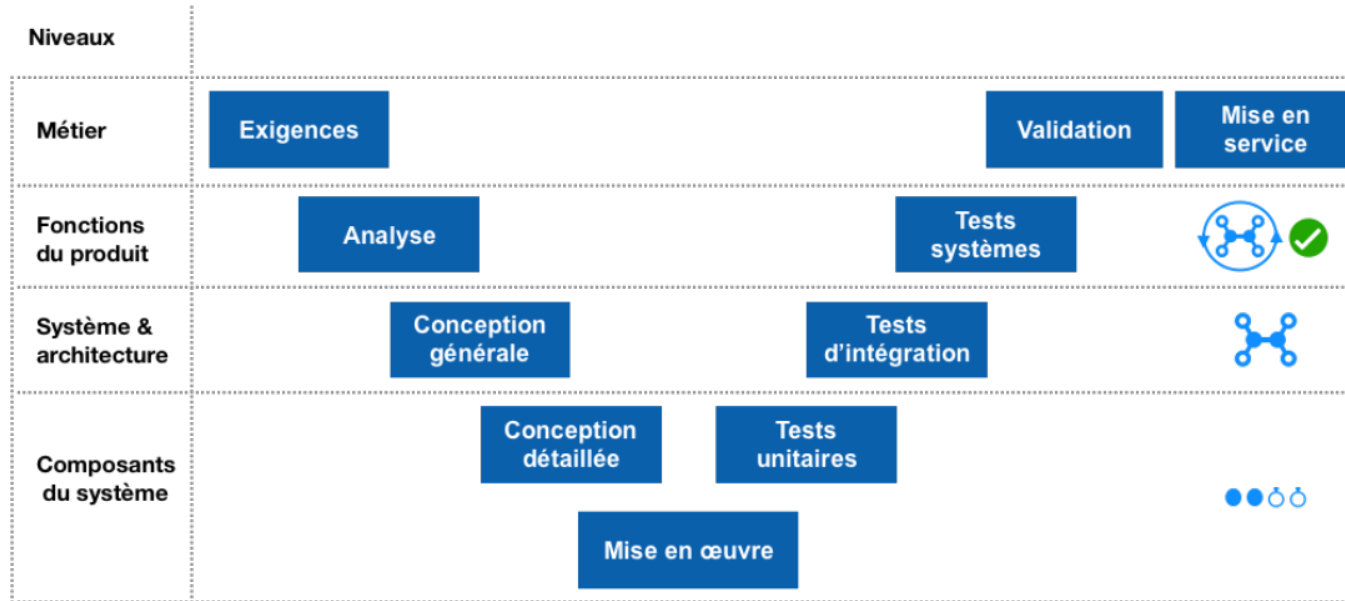 Niveaux
Métier
Exigences
Validation
Mise en
service
Fonctions
du produit
Analyse
Tests
systèmes
Système &
architecture
Conception
générale
Tests
d'intégration
Composants
du système
Conception
détaillée
Tests
unitaires
Mise en œuvre